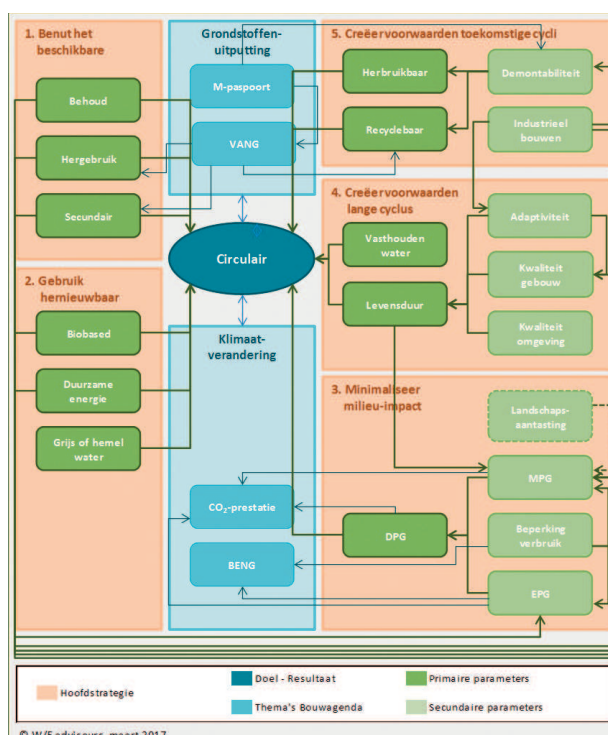 1. Benut het
beschikbare
Behoud
Hergebruik
Secundair
2. Gebruik
hernieuwbaar
Biobased
Duurzame
energie
Grijs of hemel
water
Grondstoffen-
uitputting
M-paspoort
VANG
Circulair
Klimaat-
verandering
CO₂-prestatie
BENG
5. Creëer voorwaarden toekomstige cycli
Herbruikbaar
Demontabiliteit
Recyclebaar
Industrieel
bouwen
4. Creëer voorwaarden
lange cyclus
Vasthouden
water
Levensduur
Adaptiviteit
Kwaliteit
gebouw
Kwaliteit
omgeving
3. Minimaliseer
milieu-impact
Landschaps-
aantasting
MPG
DPG
Beperking
verbruik
EPG
Hoofdstrategie
Doel - Resultaat
Thema's Bouwagenda
Primaire parameters
Secundaire parameters
© W/E adviseurs, maart 2017